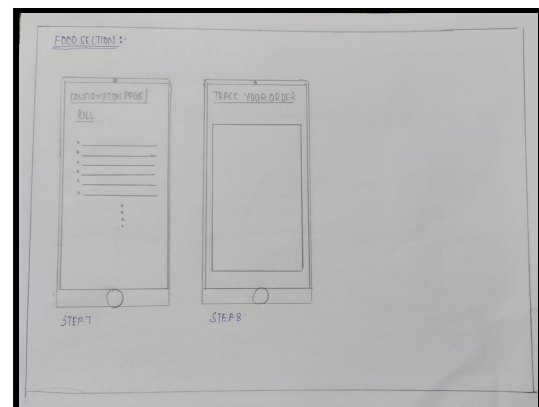 FOOD SECTION :-
CONFIRMATION PAGE/
BILL
TRACK YOUR ORDER
STEP 7
STEP 8